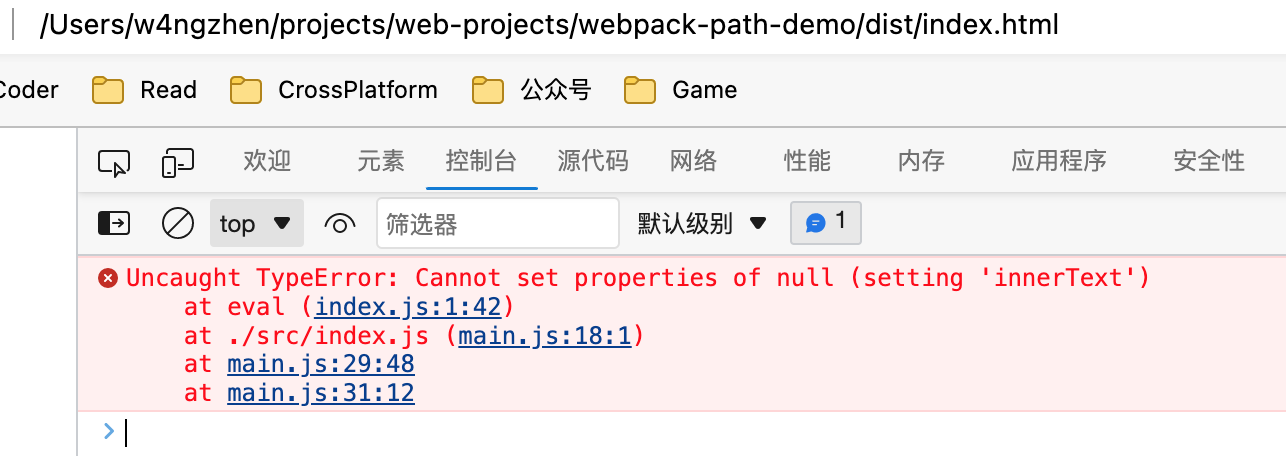 /Users/w4ngzhen/projects/web-projects/webpack-path-demo/dist/index.html
Coder Read CrossPlatform 公众号 Game
欢迎 元素 控制台 源代码 网络 性能 内存 应用程序 安全性
top 筛选器 默认级别 1
Uncaught TypeError: Cannot set properties of null (setting 'innerText')
at eval (index.js:1:42)
at ./src/index.js (main.js:18:1)
at main.js:29:48
at main.js:31:12